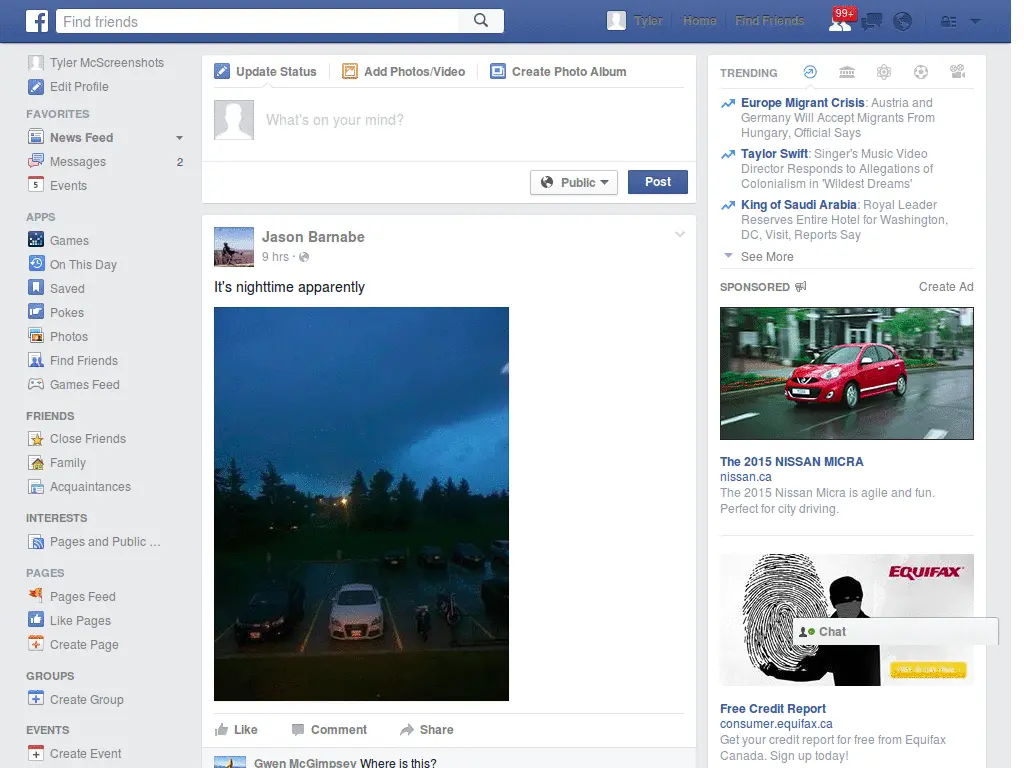 f
Find friends
Tyler
Home
Find Friends
99+
Tyler McScreenshots
Edit Profile
FAVORITES
News Feed
Messages 2
5 Events
APPS
Games
On This Day
Saved
Pokes
Photos
Find Friends
Games Feed
FRIENDS
Close Friends
Family
Acquaintances
INTERESTS
Pages and Public ...
PAGES
Pages Feed
Like Pages
Create Page
GROUPS
Create Group
EVENTS
Create Event
Update Status
Add Photos/Video
Create Photo Album
What's on your mind?
Public
Post
Jason Barnabe
9 hrs ·
It's nighttime apparently
Like
Comment
Share
Gwen McGimpsey Where is this?
TRENDING
Europe Migrant Crisis: Austria and
Germany Will Accept Migrants From
Hungary, Official Says
Taylor Swift: Singer's Music Video
Director Responds to Allegations of
Colonialism in 'Wildest Dreams'
King of Saudi Arabia: Royal Leader
Reserves Entire Hotel for Washington,
DC, Visit, Reports Say
See More
SPONSORED
Create Ad
The 2015 NISSAN MICRA
nissan.ca
The 2015 Nissan Micra is agile and fun.
Perfect for city driving.
EQUIFAX
Chat
Free Credit Report
consumer.equifax.ca
Get your credit report for free from Equifax
Canada. Sign up today!